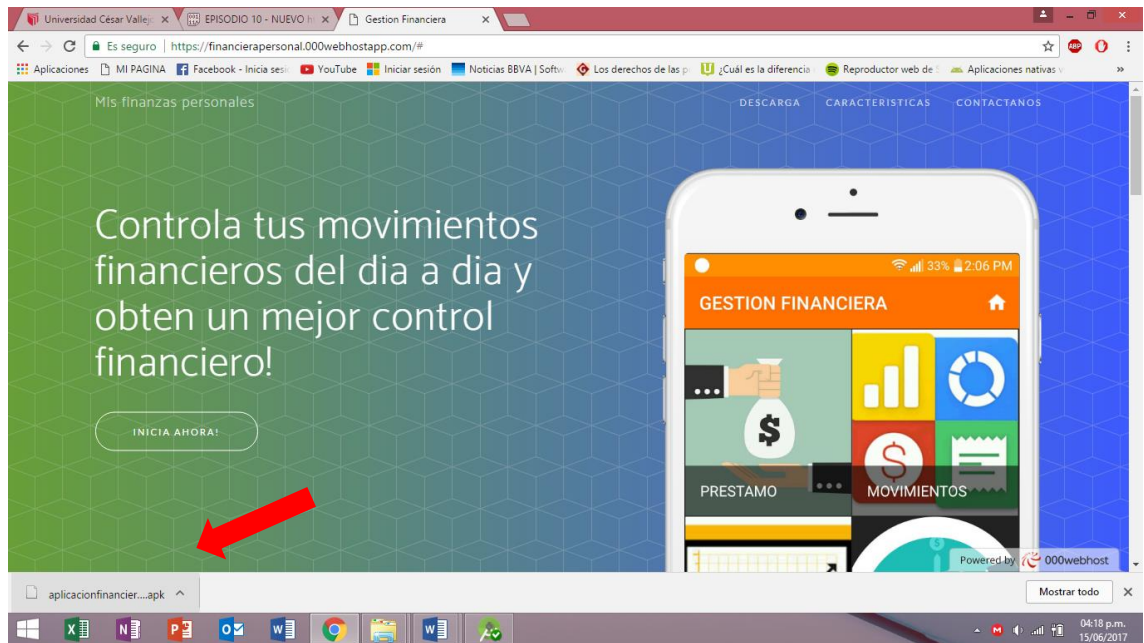 Universidad César Vallej
EPISODIO 10 - NUEVO h
Gestion Financiera
Es seguro
https://financierapersonal.000webhostapp.com/#
ABP
Aplicaciones
MI PAGINA
Facebook - Inicia sesi
YouTube
Iniciar sesión
Noticias BBVA | Softw
Los derechos de las p
¿Cuál es la diferencia
Reproductor web de S
Aplicaciones nativas v
»
Mis finanzas personales
DESCARGA
CARACTERISTICAS
CONTACTANOS
Controla tus movimientos
financieros del dia a dia y
obten un mejor control
financiero!
INICIA AHORA!
33%
2:06 PM
GESTION FINANCIERA
$
$
PRESTAMO
MOVIMIENTOS
Powered by
000webhost
aplicacionfinancier....apk
Mostrar todo
04:18 p.m.
15/06/2017